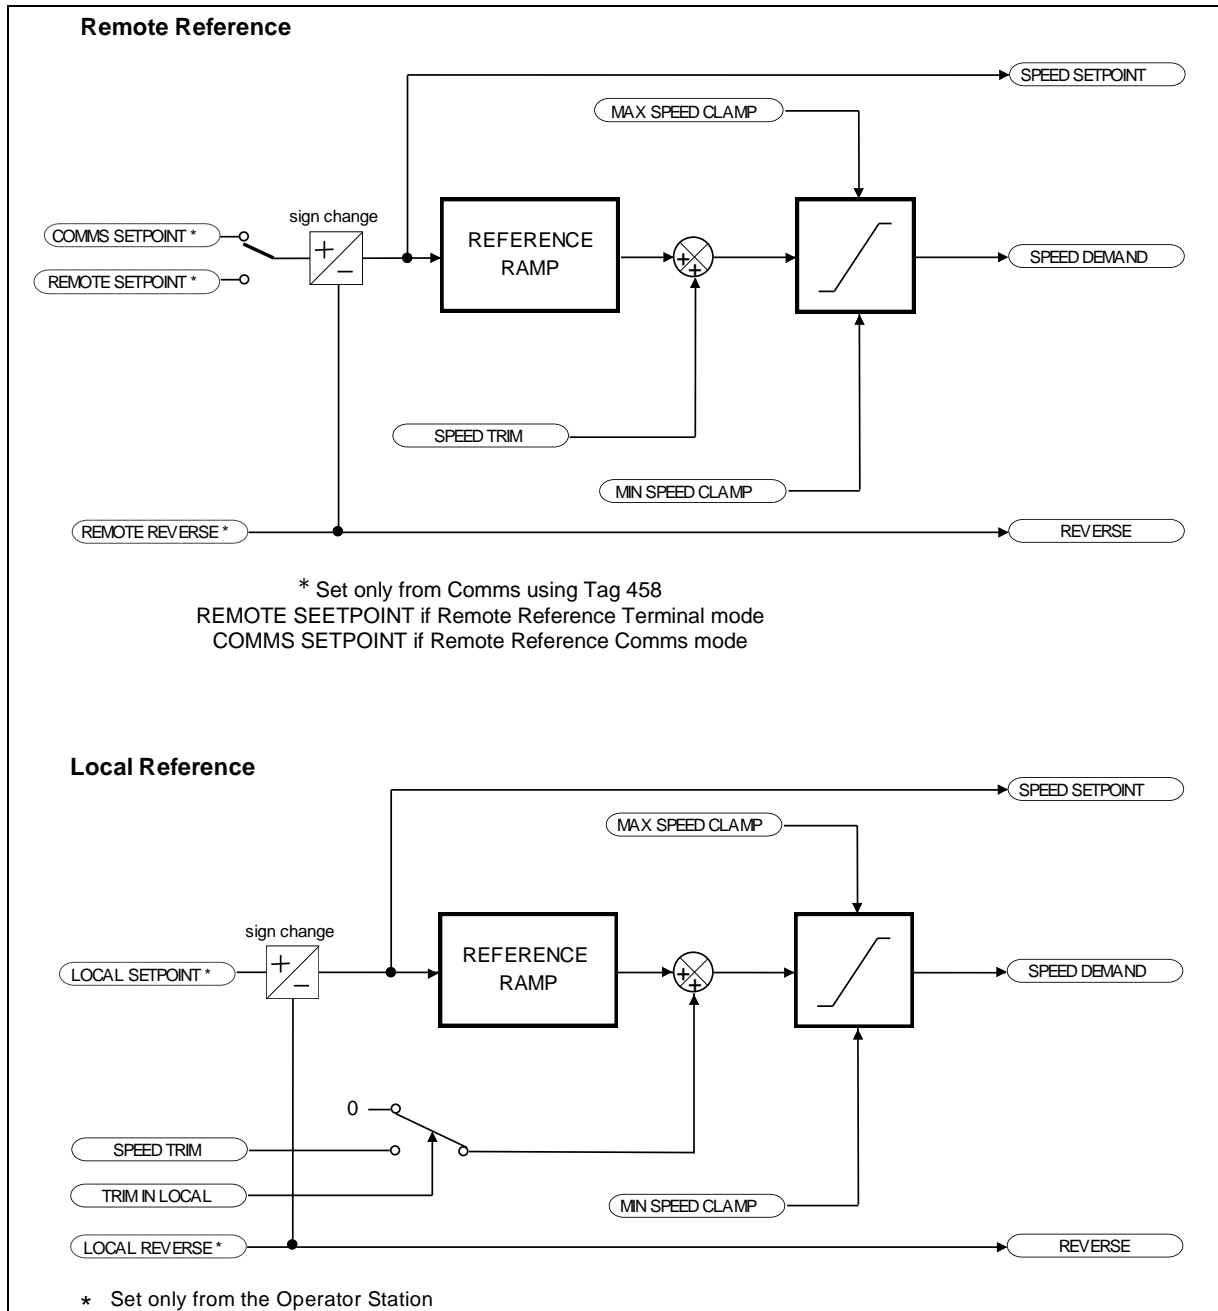 Remote Reference
SPEED SETPOINT
MAX SPEED CLAMP
sign change
COMMS SETPOINT *
+
−
REFERENCE
RAMP
+
+
SPEED DEMAND
REMOTE SETPOINT *
SPEED TRIM
MIN SPEED CLAMP
REMOTE REVERSE *
REVERSE
* Set only from Comms using Tag 458
REMOTE SEETPOINT if Remote Reference Terminal mode
COMMS SETPOINT if Remote Reference Comms mode
Local Reference
SPEED SETPOINT
MAX SPEED CLAMP
sign change
LOCAL SETPOINT *
+
−
REFERENCE
RAMP
+
+
SPEED DEMAND
0
SPEED TRIM
TRIM IN LOCAL
MIN SPEED CLAMP
LOCAL REVERSE *
REVERSE
* Set only from the Operator Station